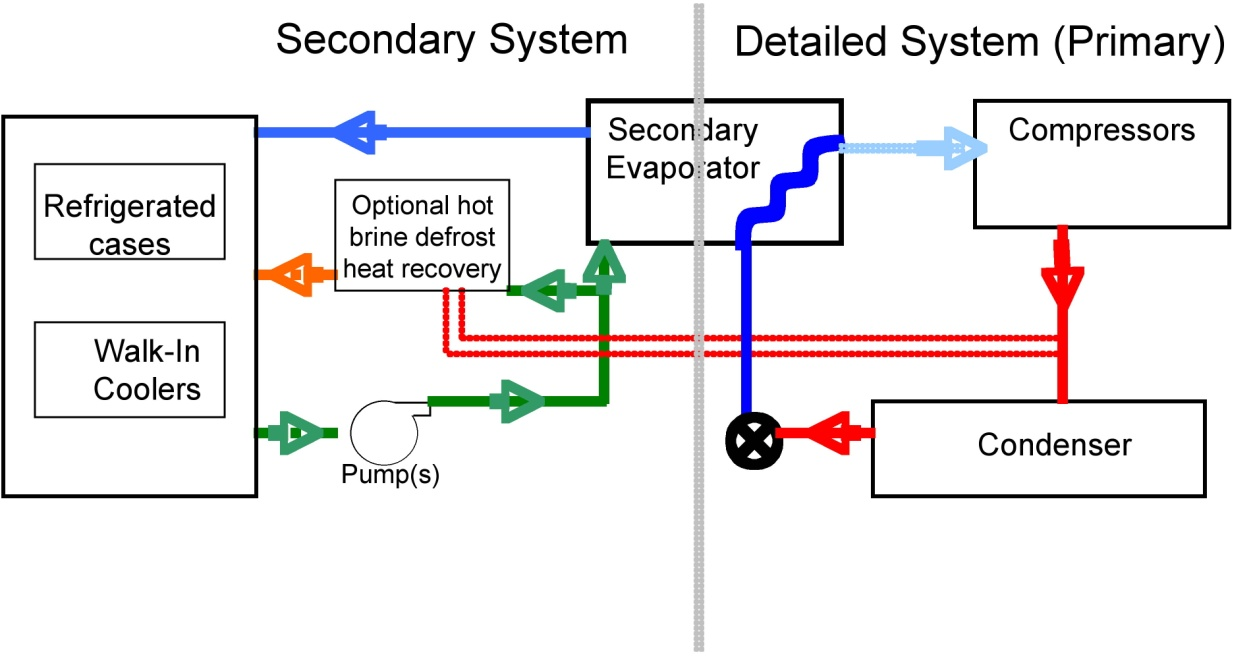 Secondary System
Detailed System (Primary)
Secondary
Evaporator
Compressors
Refrigerated
cases
Optional hot
brine defrost
heat recovery
Walk-In
Coolers
Pump(s)
Condenser